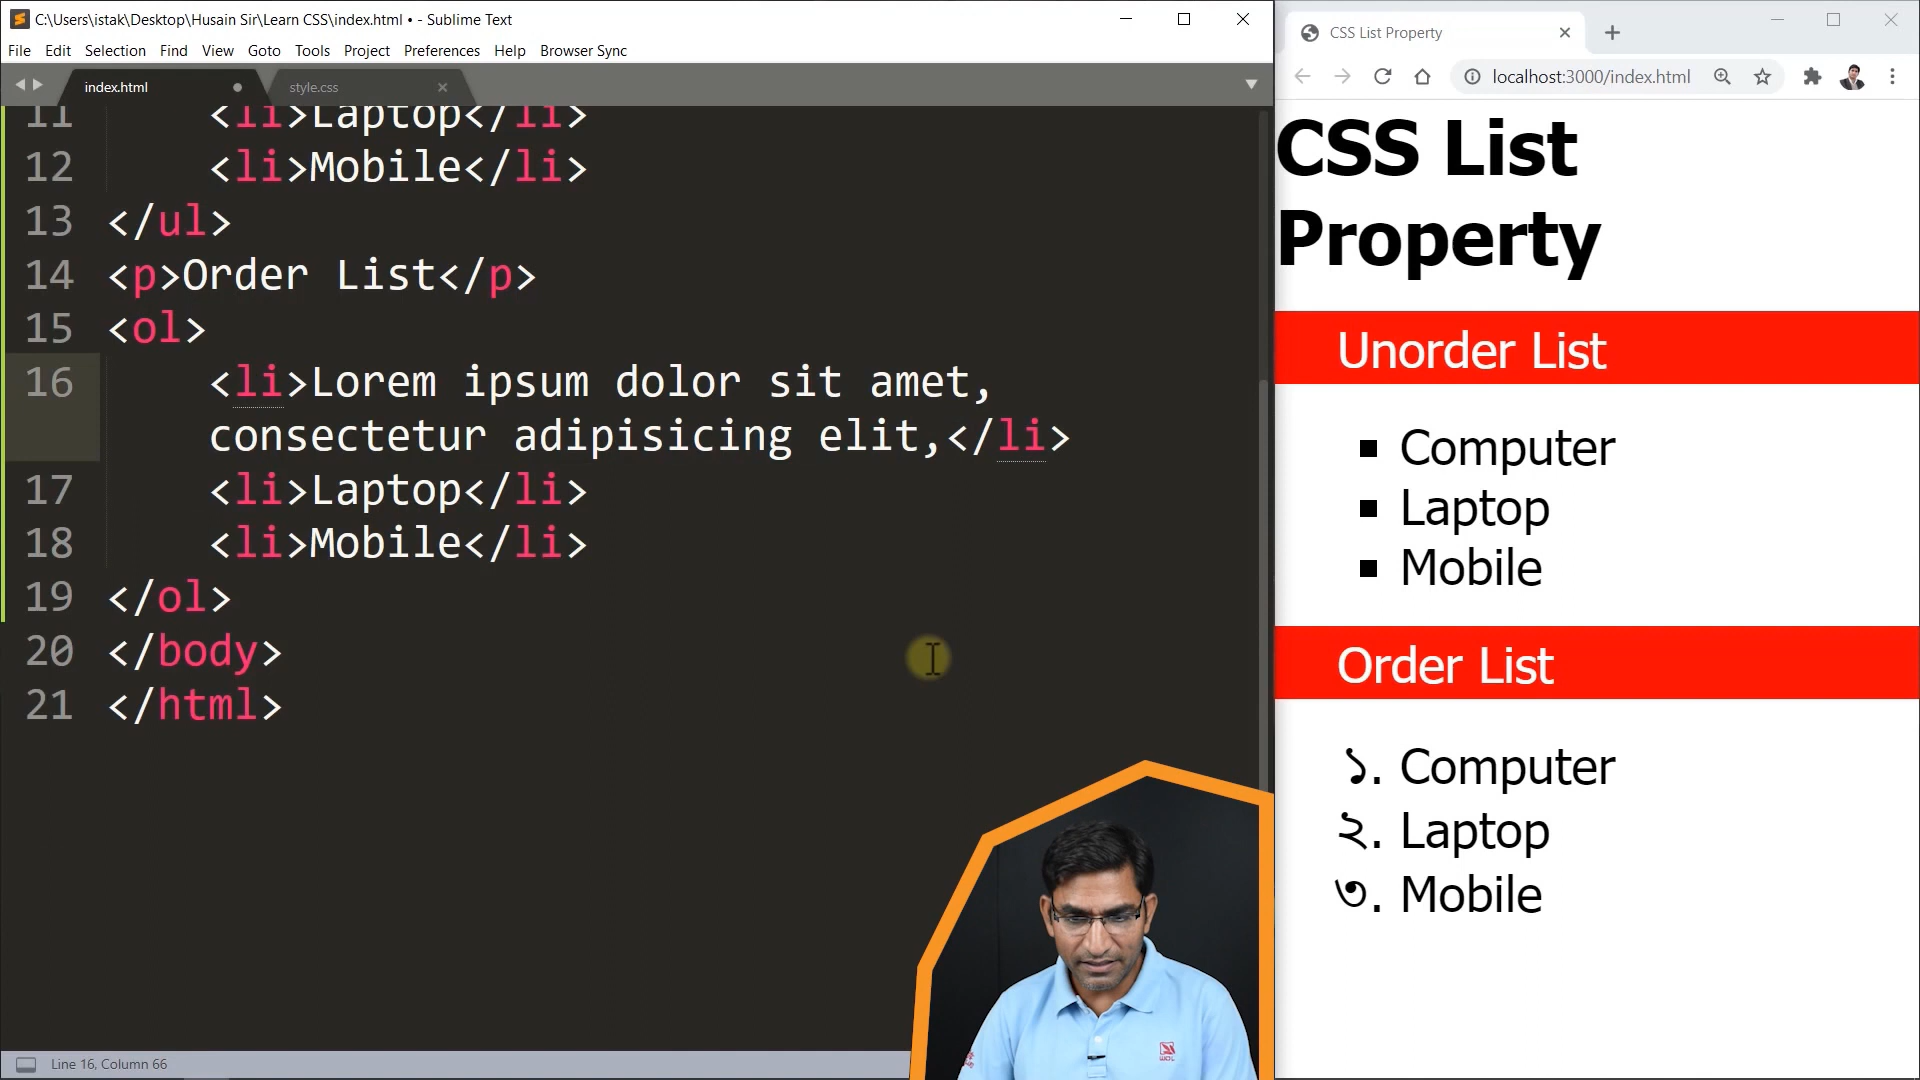 C:\Users\istak\Desktop\Husain Sir\Learn CSS\index.html • - Sublime Text
File Edit Selection Find View Goto Tools Project Preferences Help Browser Sync
index.html
style.css
11 <li>Laptop</li>
12 <li>Mobile</li>
13 </ul>
14 <p>Order List</p>
15 <ol>
16 <li>Lorem ipsum dolor sit amet,
consectetur adipisicing elit,</li>
17 <li>Laptop</li>
18 <li>Mobile</li>
19 </ol>
20 </body>
21 </html>
Line 16, Column 66
CSS List Property
localhost:3000/index.html
CSS List
Property
Unorder List
Computer
Laptop
Mobile
Order List
১. Computer
২. Laptop
৩. Mobile